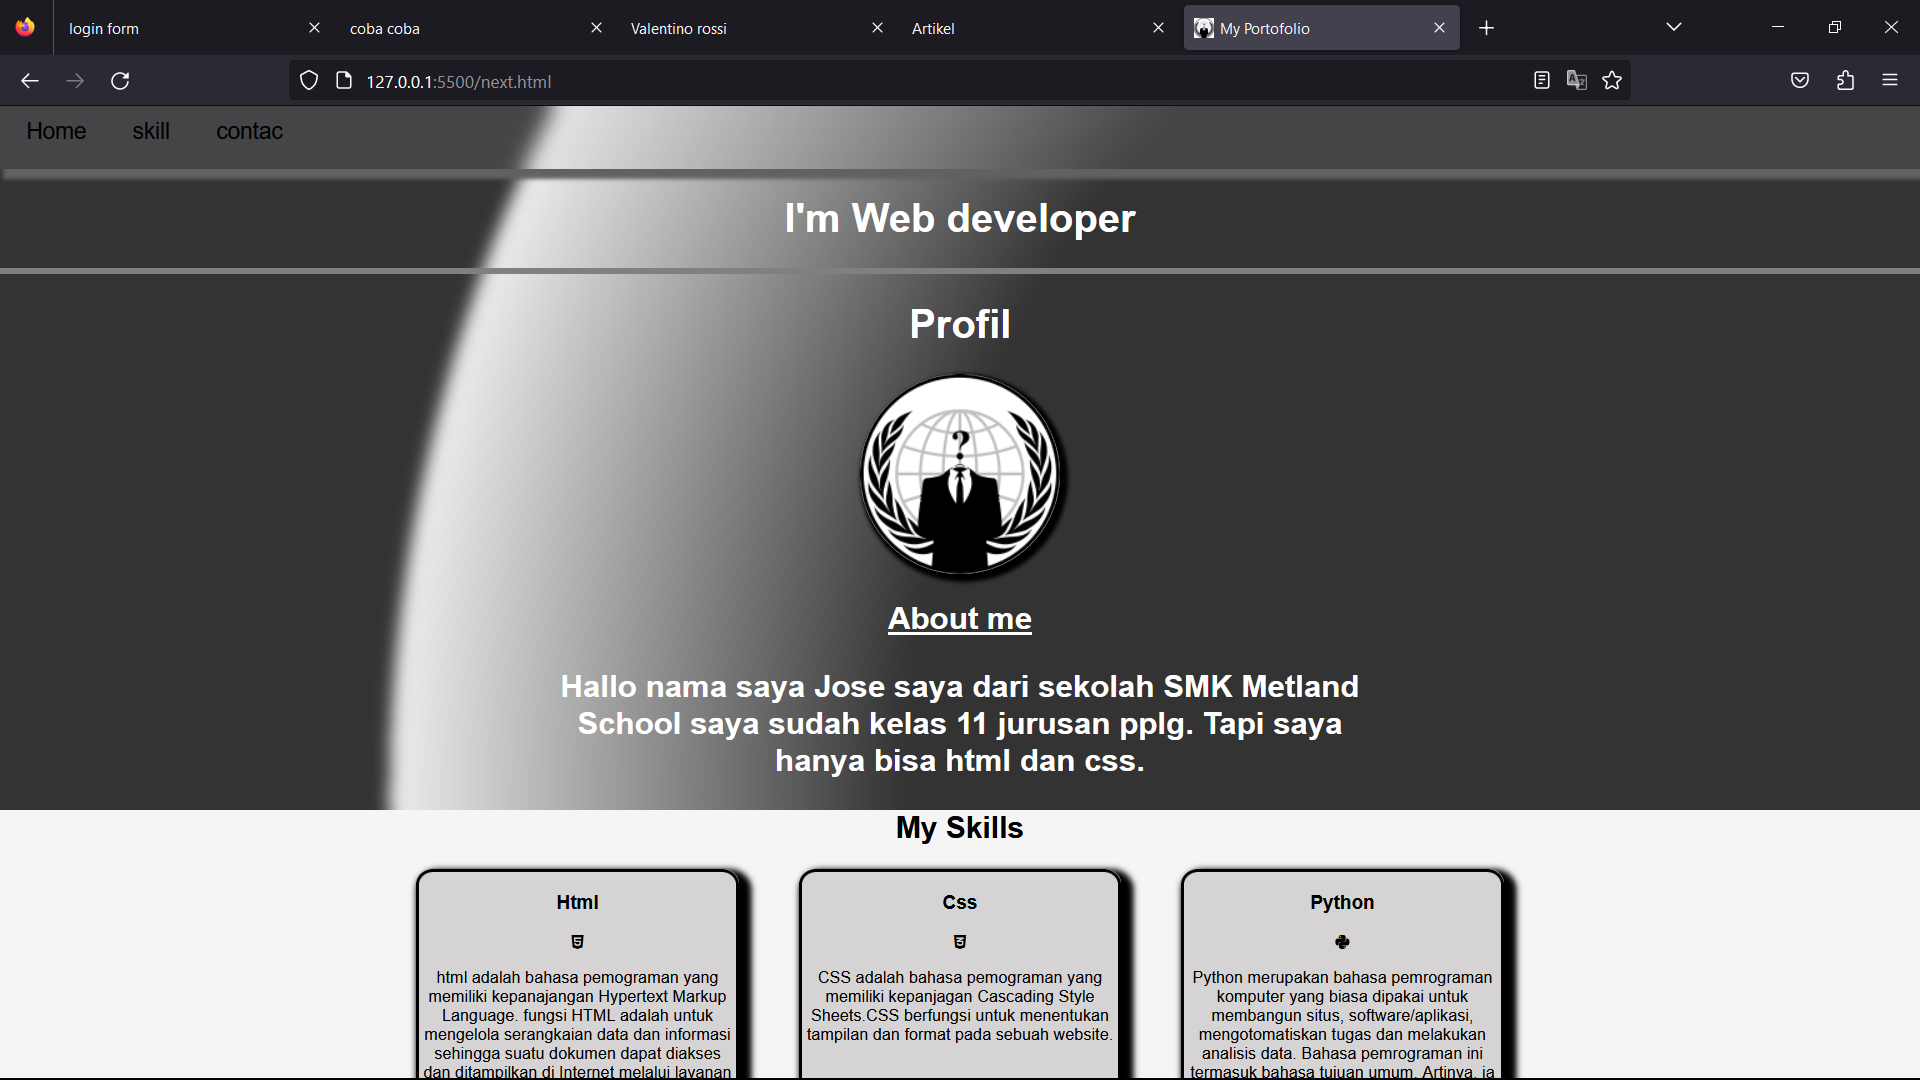 login form
coba coba
Valentino rossi
Artikel
My Portofolio
127.0.0.1:5500/next.html
Home
skill
contac
I'm Web developer
Profil
?
About me
Hallo nama saya Jose saya dari sekolah SMK Metland
School saya sudah kelas 11 jurusan pplg. Tapi saya
hanya bisa html dan css.
My Skills
Html
html adalah bahasa pemograman yang
memiliki kepanajangan Hypertext Markup
Language. fungsi HTML adalah untuk
mengelola serangkaian data dan informasi
sehingga suatu dokumen dapat diakses
dan ditampilkan di Internet melalui layanan
Css
CSS adalah bahasa pemograman yang
memiliki kepanjagan Cascading Style
Sheets.CSS berfungsi untuk menentukan
tampilan dan format pada sebuah website.
Python
Python merupakan bahasa pemrograman
komputer yang biasa dipakai untuk
membangun situs, software/aplikasi,
mengotomatiskan tugas dan melakukan
analisis data. Bahasa pemrograman ini
termasuk bahasa tujuan umum. Artinya, ia